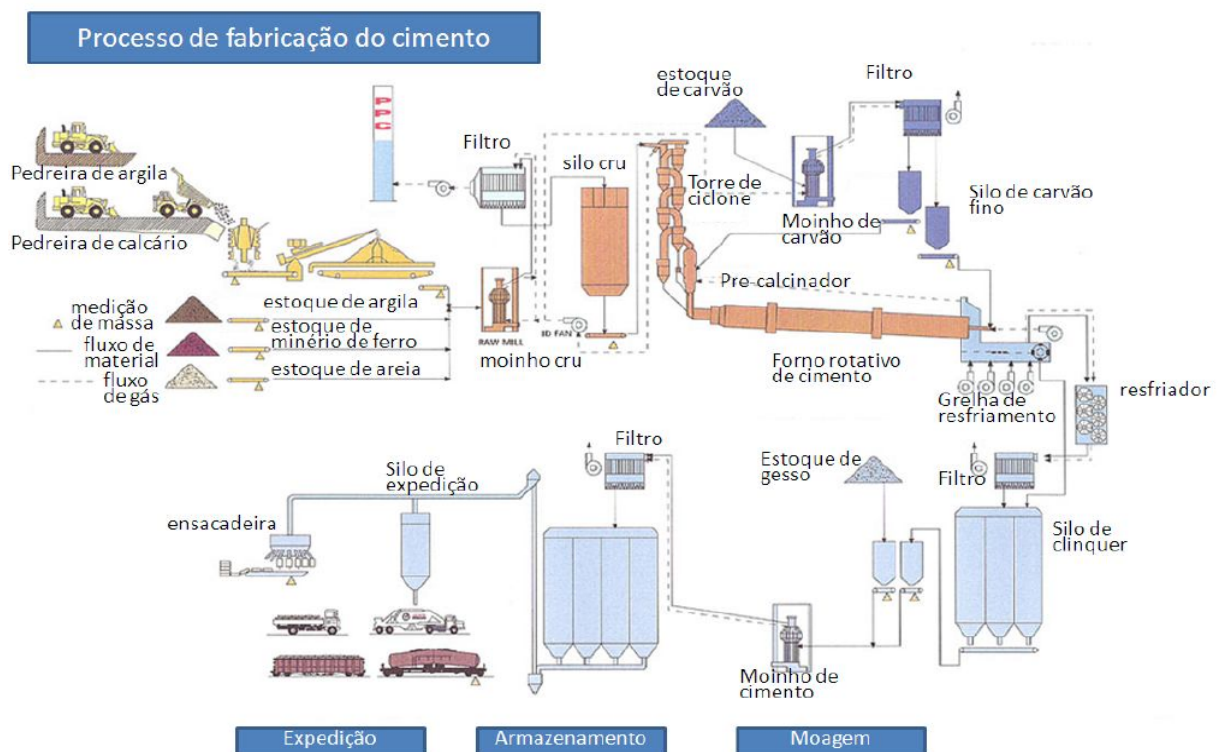 Processo de fabricação do cimento
PPC
Pedreira de argila
Pedreira de calcário
Filtro
silo cru
estoque
de carvão
Filtro
Torre de
ciclone
Moinho de
carvão
Silo de carvão
fino
Pre-calcinador
medição
de massa
fluxo
de material
fluxo
de gás
estoque de argila
estoque de
minério de ferro
estoque de areia
RAW MILL
moinho cru
ID FAN
Forno rotativo
de cimento
Grelha de
resfriamento
resfriador
Filtro
Silo de
clinquer
Estoque de
gesso
Filtro
Moinho de
cimento
Silo de
expedição
ensacadeira
Expedição
Armazenamento
Moagem